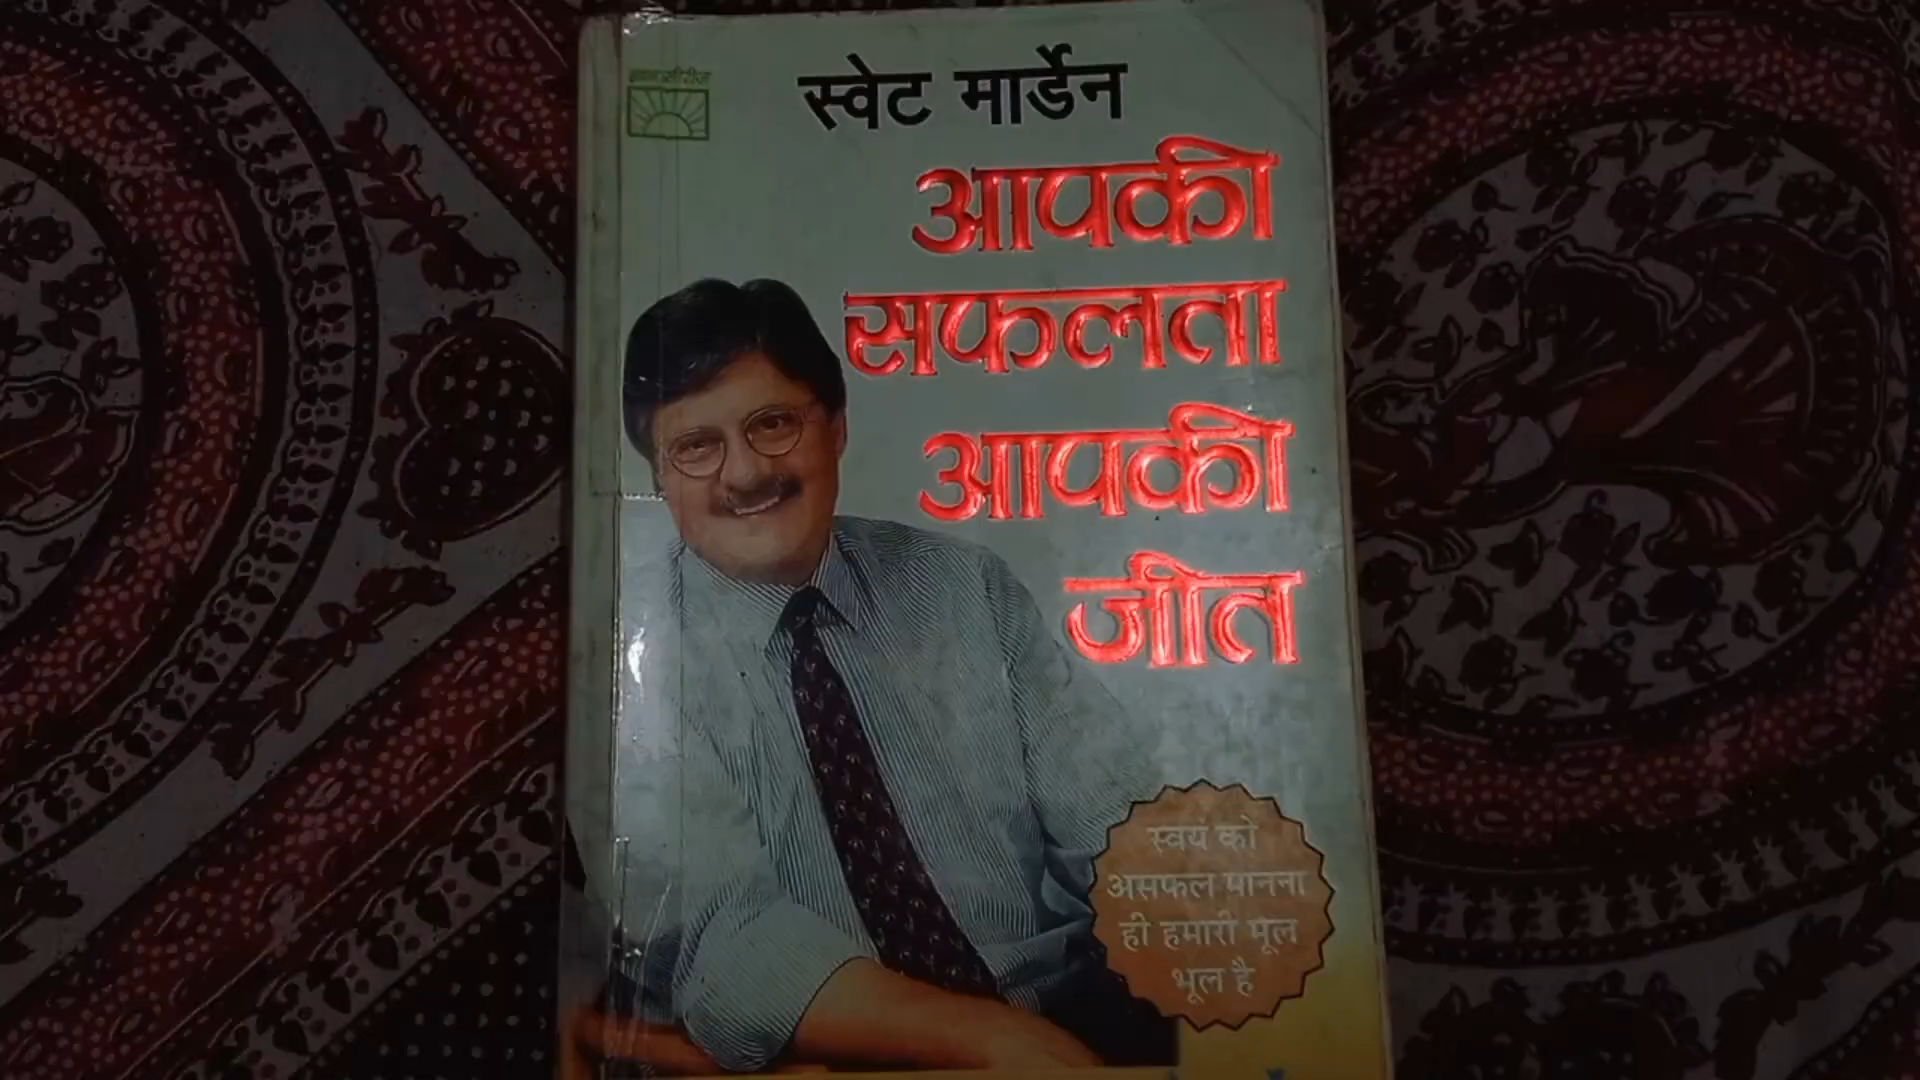 ज्ञान सीरीज़
स्वेट मार्डेन
आपकी
सफलता
आपकी
जीत
स्वयं को
असफल मानना
ही हमारी मूल
भूल है